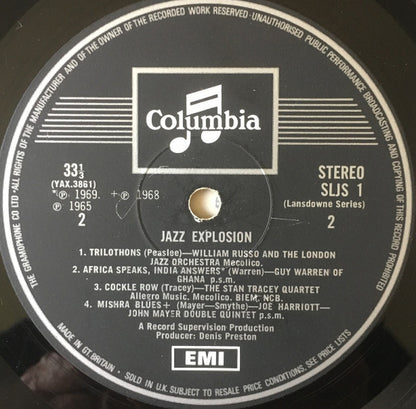 THE GRAMOPHONE CO LTD·ALL RIGHTS OF THE MANUFACTURER AND OF THE OWNER OF THE RECORDED WORK RESERVED·UNAUTHORISED PUBLIC PERFORMANCE BROADCASTING AND COPYING OF THIS RECORD PROHIBITED·
Columbia
33⅓
(YAX.3861)
℗ 1969. +℗ 1968
*℗ 1965
2
STEREO
SLJS 1
(Lansdowne Series)
2
JAZZ EXPLOSION
1. TRILOTHONS (Peaslee)—WILLIAM RUSSO AND THE LONDON
JAZZ ORCHESTRA Mecolico.
2. AFRICA SPEAKS, INDIA ANSWERS* (Warren)—GUY WARREN OF
GHANA p.s.m.
3. COCKLE ROW (Tracey)—THE STAN TRACEY QUARTET
Allegro Music. Mecolico. BIEM. NCB.
4. MISHRA BLUES+ (Mayer—Smythe)—JOE HARRIOTT—
JOHN MAYER DOUBLE QUINTET p.s.m.
A Record Supervision Production
Producer: Denis Preston
EMI
MADE IN GT. BRITAIN · SOLD IN U.K. SUBJECT TO RESALE PRICE CONDITIONS, SEE PRICE LISTS